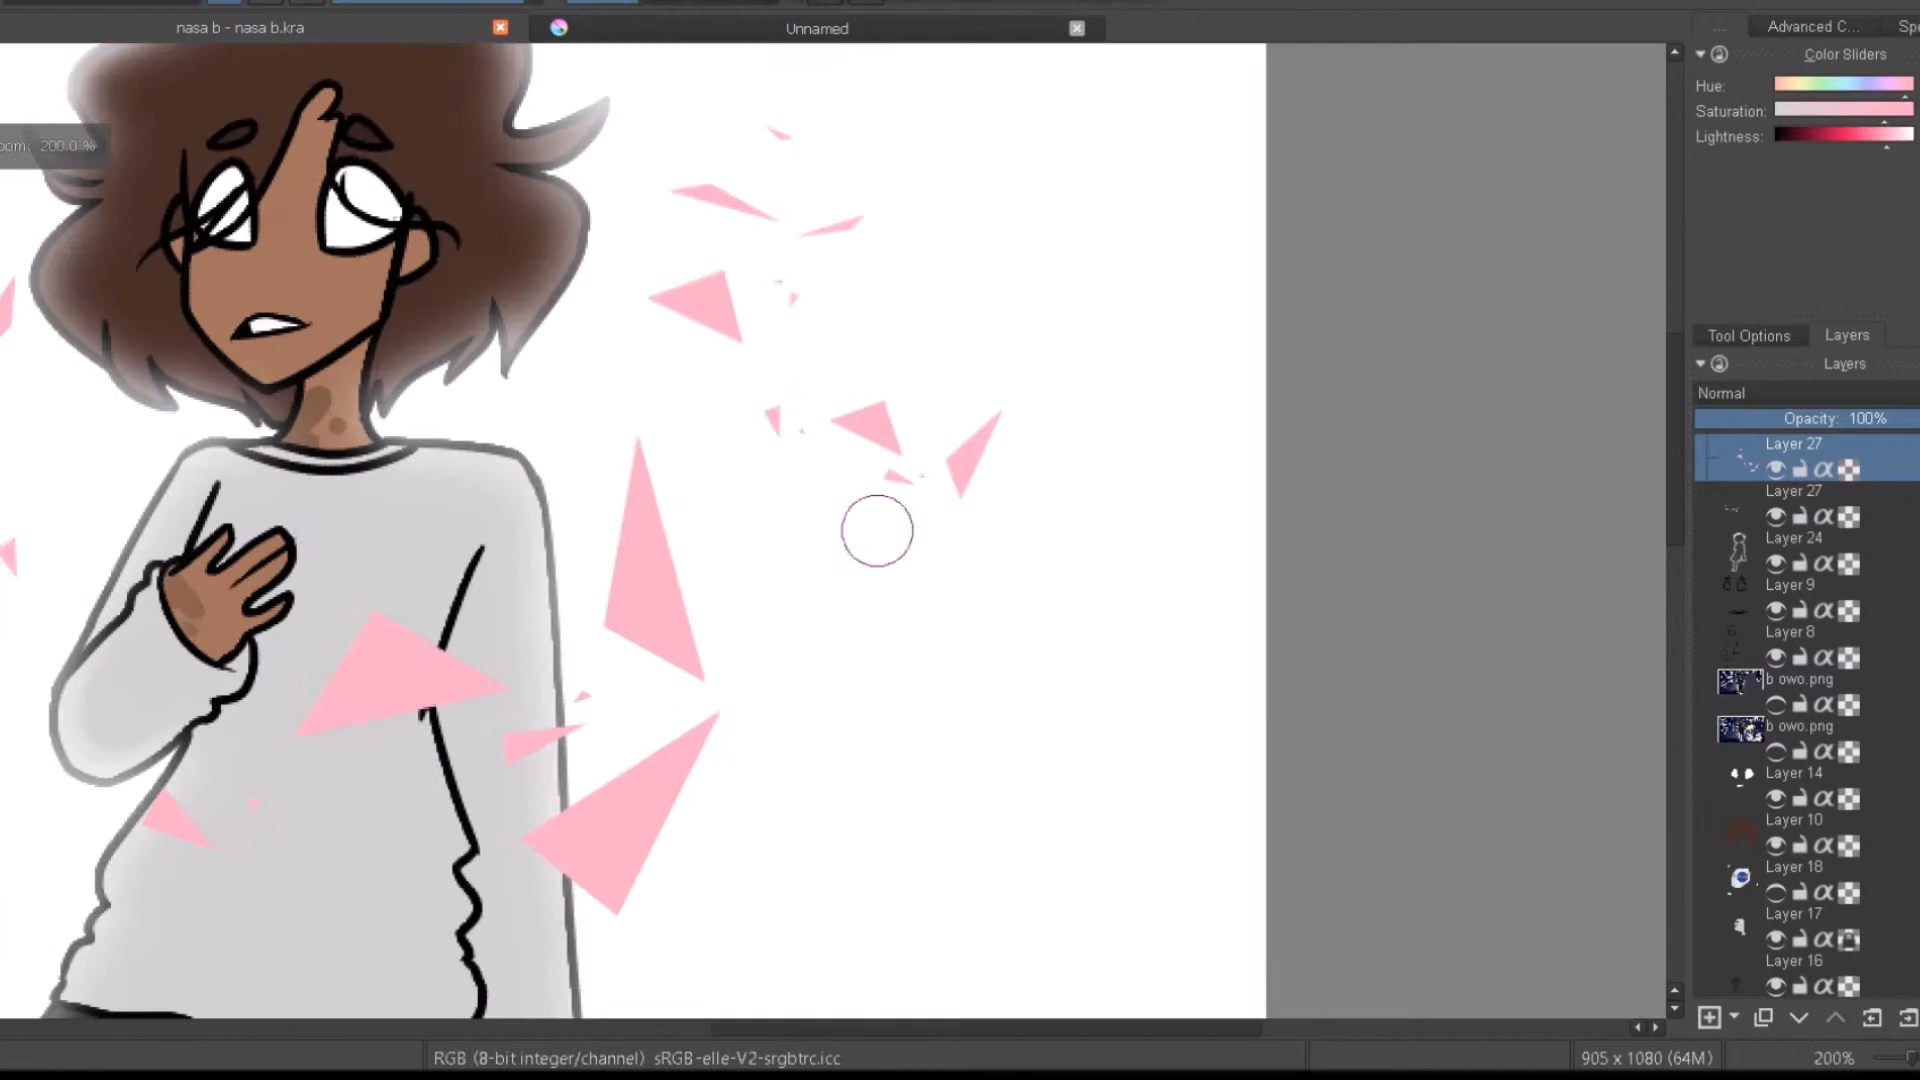 nasa b - nasa b.kra
Unnamed
... Advanced C...
Color Sliders
Hue:
Saturation:
Lightness:
200.0 %
Tool Options Layers
Layers
Normal
Opacity: 100%
Layer 27
Layer 27
Layer 24
Layer 9
Layer 8
b owo.png
b owo.png
Layer 14
Layer 10
Layer 18
Layer 17
Layer 16
RGB (8-bit integer/channel) sRGB-elle-V2-srgbtrc.icc
905 x 1080 (64M)
200%